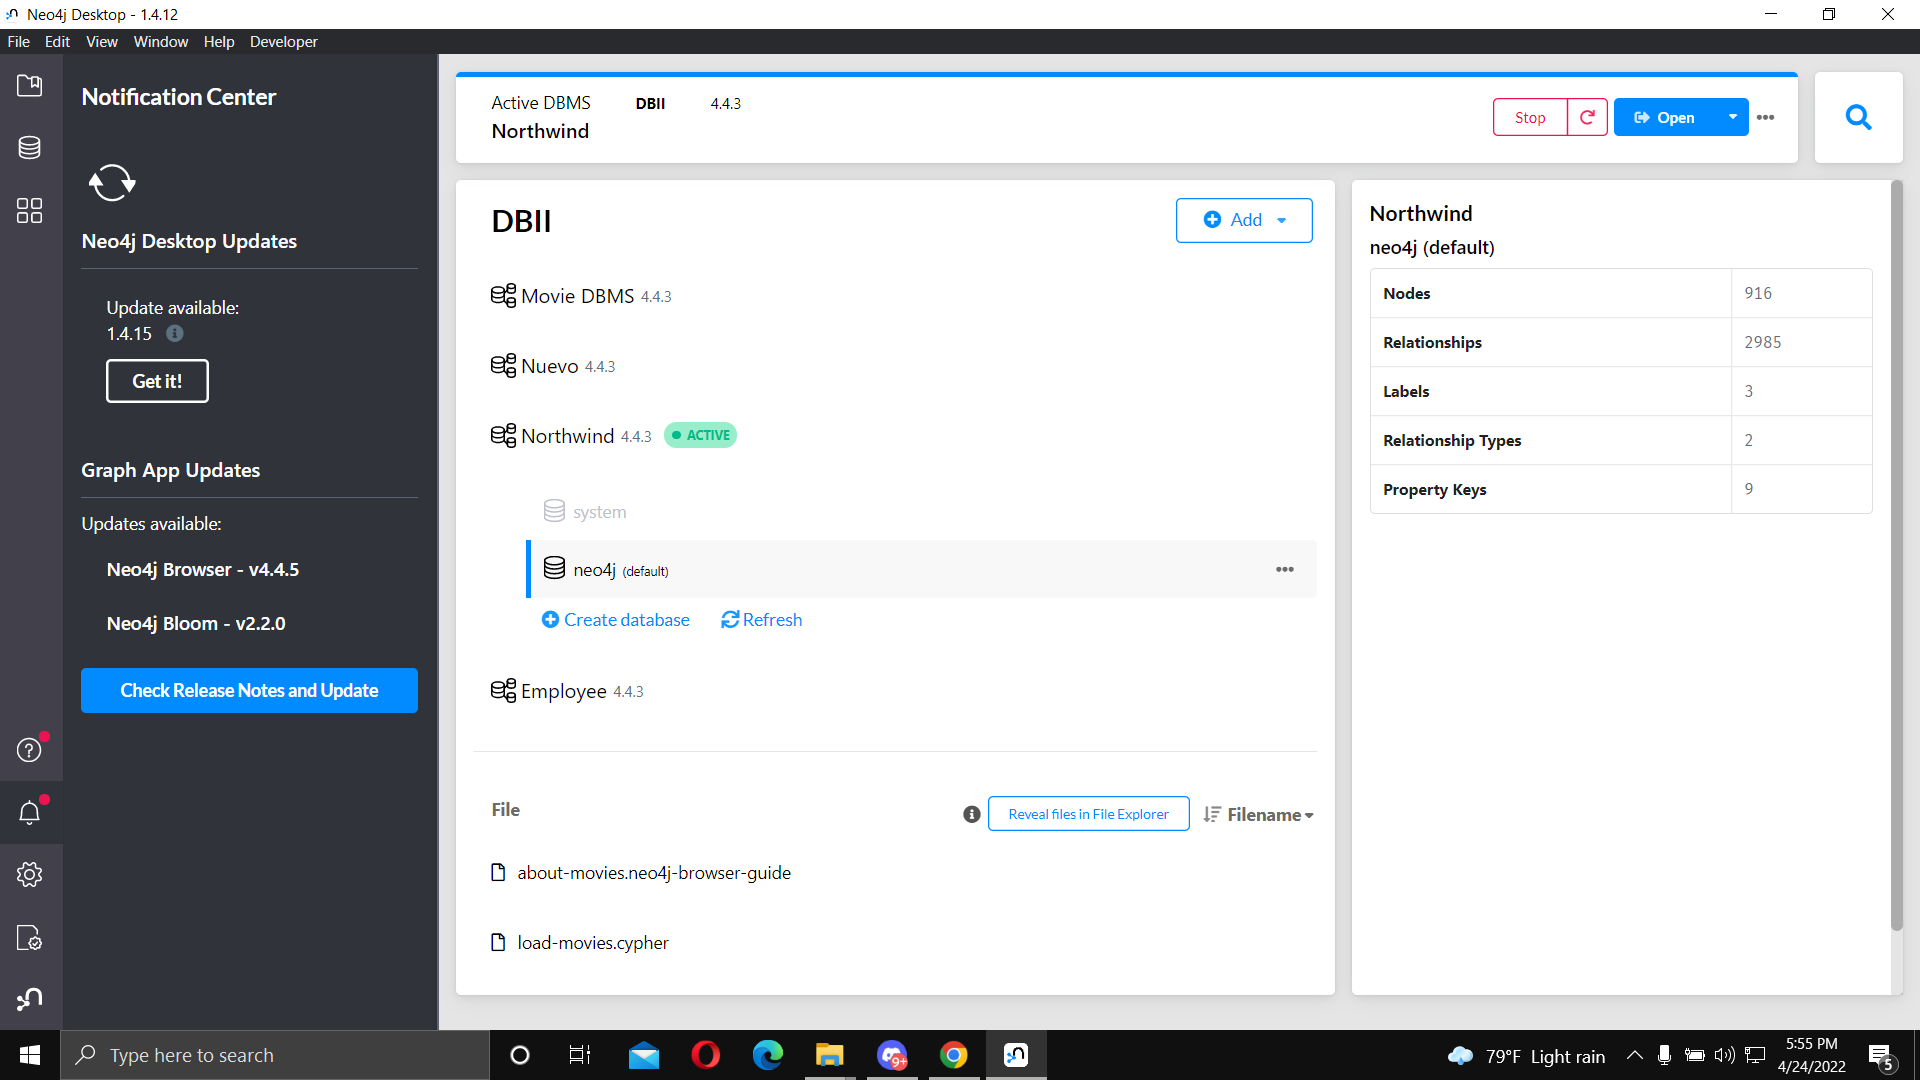 Neo4j Desktop - 1.4.12
File Edit View Window Help Developer
Notification Center
Neo4j Desktop Updates
Update available:
1.4.15
Get it!
Graph App Updates
Updates available:
Neo4j Browser - v4.4.5
Neo4j Bloom - v2.2.0
Check Release Notes and Update
Active DBMS DBII 4.4.3
Northwind
Stop
Open
DBII
Add
Movie DBMS 4.4.3
Nuevo 4.4.3
Northwind 4.4.3 ACTIVE
system
neo4j (default)
Create database Refresh
Employee 4.4.3
File
Reveal files in File Explorer
Filename
about-movies.neo4j-browser-guide
load-movies.cypher
Northwind
neo4j (default)
Nodes 916
Relationships 2985
Labels 3
Relationship Types 2
Property Keys 9
Type here to search
9+
79°F Light rain
5:55 PM
4/24/2022
5